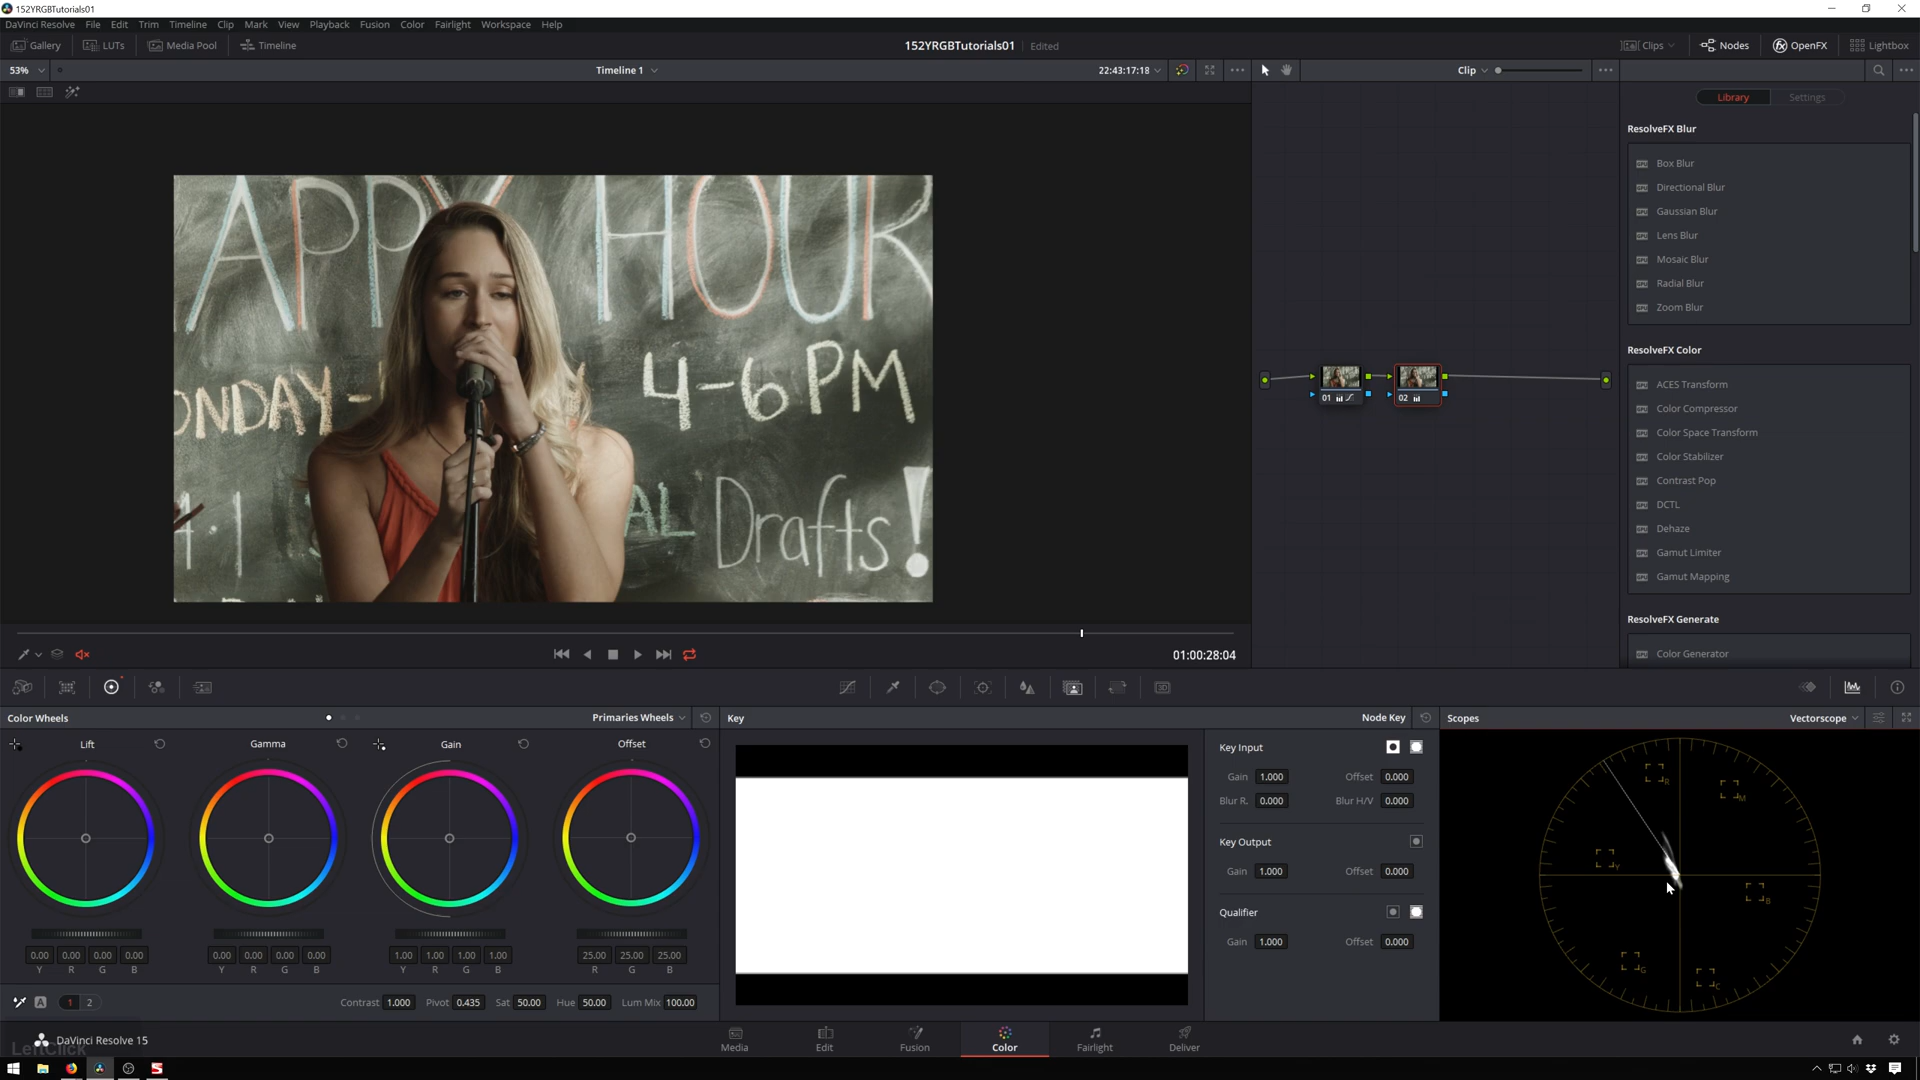 152YRGBTutorials01
DaVinci Resolve File Edit Trim Timeline Clip Mark View Playback Fusion Color Fairlight Workspace Help
Gallery LUTs Media Pool Timeline 152YRGBTutorials01 Edited Clips Nodes OpenFX Lightbox
53% Timeline 1 22:43:17:18 Clip
Library Settings
ResolveFX Blur
Box Blur
Directional Blur
Gaussian Blur
Lens Blur
Mosaic Blur
Radial Blur
Zoom Blur
ResolveFX Color
ACES Transform
Color Compressor
Color Space Transform
Color Stabilizer
Contrast Pop
DCTL
Dehaze
Gamut Limiter
Gamut Mapping
ResolveFX Generate
Color Generator
APPY HOUR
ONDAY - 4-6 PM
AL Drafts!
01 02
01:00:28:04
Color Wheels Primaries Wheels Key Node Key Scopes Vectorscope
Lift Gamma Gain Offset
0.00 0.00 0.00 0.00 0.00 0.00 0.00 0.00 1.00 1.00 1.00 1.00 25.00 25.00 25.00
Y R G B Y R G B Y R G B R G B
A 1 2 Contrast 1.000 Pivot 0.435 Sat 50.00 Hue 50.00 Lum Mix 100.00
Key Input
Gain 1.000 Offset 0.000
Blur R. 0.000 Blur H/V 0.000
Key Output
Gain 1.000 Offset 0.000
Qualifier
Gain 1.000 Offset 0.000
R
M
Y
B
G
C
DaVinci Resolve 15
LeftClick
Media Edit Fusion Color Fairlight Deliver